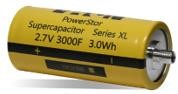 PowerStor
Supercapacitor Series XL
2.7V 3000F 3.0Wh